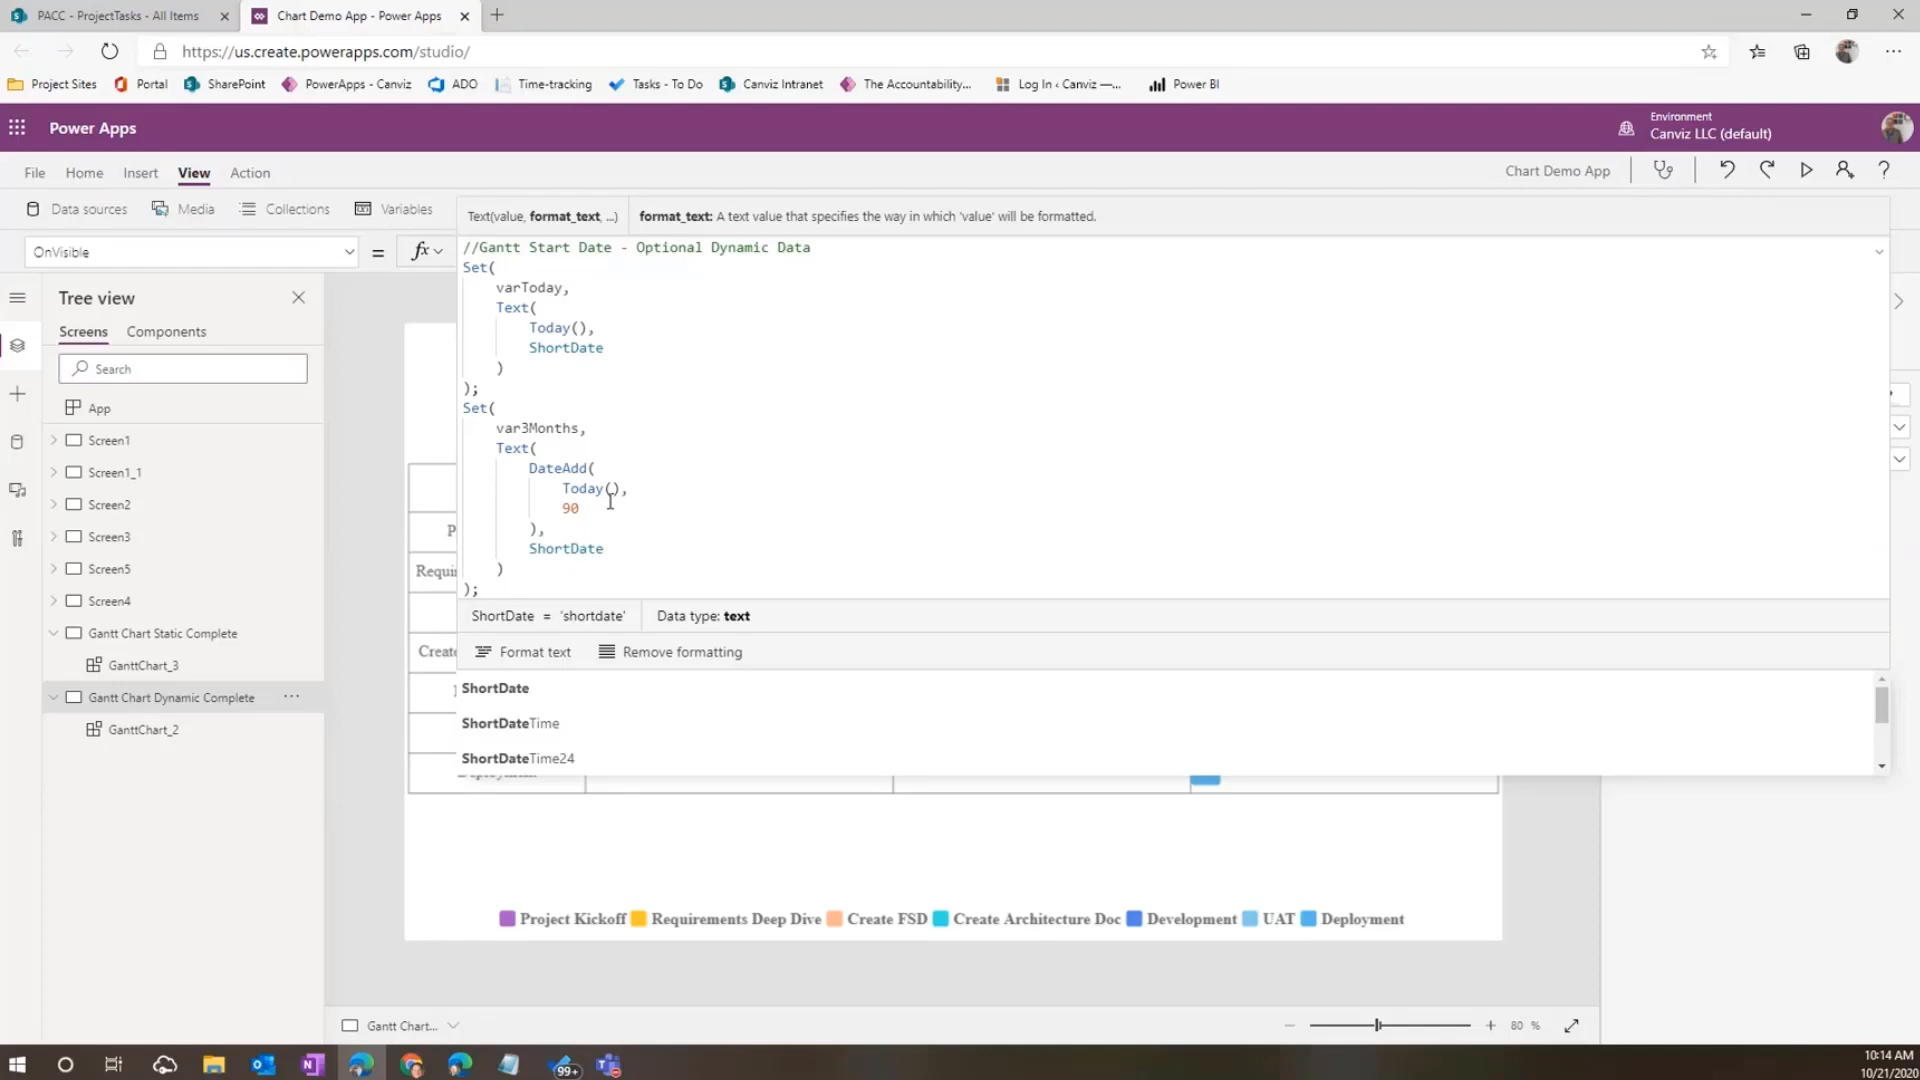 PACC - ProjectTasks - All Items
Chart Demo App - Power Apps
https://us.create.powerapps.com/studio/
Project Sites
Portal
SharePoint
PowerApps - Canviz
ADO
Time-tracking
Tasks - To Do
Canviz Intranet
The Accountability...
Log In ‹ Canviz —...
Power BI
Power Apps
Environment
Canviz LLC (default)
File
Home
Insert
View
Action
Chart Demo App
Data sources
Media
Collections
Variables
Text(value, format_text, ...)
format_text: A text value that specifies the way in which 'value' will be formatted.
OnVisible
=
fx
//Gantt Start Date - Optional Dynamic Data
Set(
varToday,
Text(
Today(),
ShortDate
)
);
Set(
var3Months,
Text(
DateAdd(
Today(),
90
),
ShortDate
)
);
ShortDate = 'shortdate'
Data type: text
Format text
Remove formatting
ShortDate
ShortDateTime
ShortDateTime24
Tree view
Screens
Components
Search
App
Screen1
Screen1_1
Screen2
Screen3
Screen5
Screen4
Gantt Chart Static Complete
GanttChart_3
Gantt Chart Dynamic Complete
GanttChart_2
P
Requi
Create
Project Kickoff
Requirements Deep Dive
Create FSD
Create Architecture Doc
Development
UAT
Deployment
Gantt Chart...
80 %
99+
10:14 AM
10/21/2020